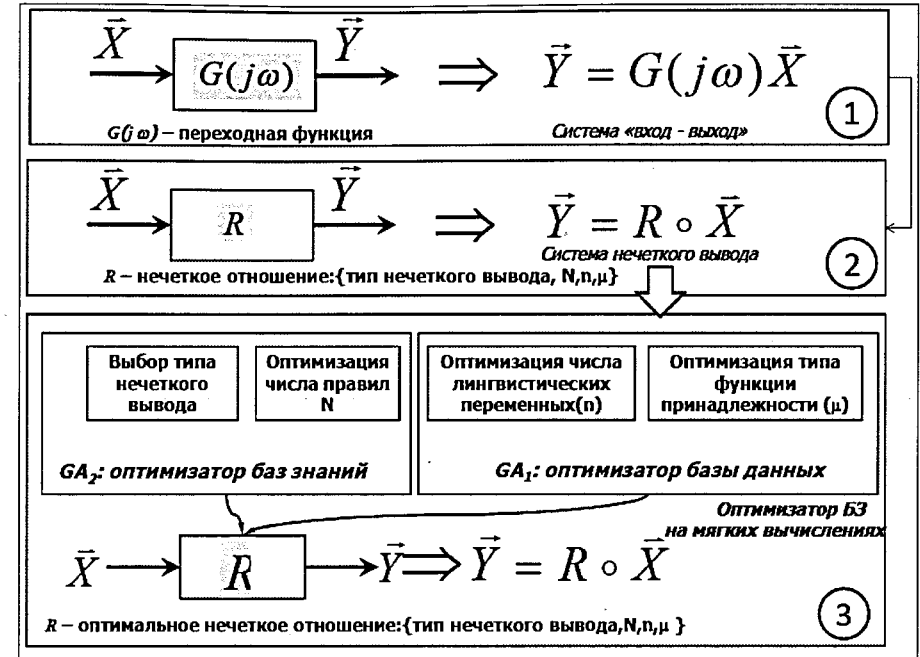 X⃗ G(jω) Y⃗ ⇒ Y⃗ = G(jω)X⃗
G(j ω) – переходная функция
Система «вход - выход»
1
X⃗ R Y⃗ ⇒ Y⃗ = R ∘ X⃗
Система нечеткого вывода
R – нечеткое отношение:{тип нечеткого вывода, N,n,μ}
2
Выбор типа
нечеткого
вывода
Оптимизация
числа правил
N
GA₂: оптимизатор баз знаний
Оптимизация числа
лингвистических
переменных(n)
Оптимизация типа
функции
принадлежности (μ)
GA₁: оптимизатор базы данных
Оптимизатор БЗ
на мягких вычислениях
X⃗ R Y⃗ ⇒ Y⃗ = R ∘ X⃗
R – оптимальное нечеткое отношение:{тип нечеткого вывода,N,n,μ }
3